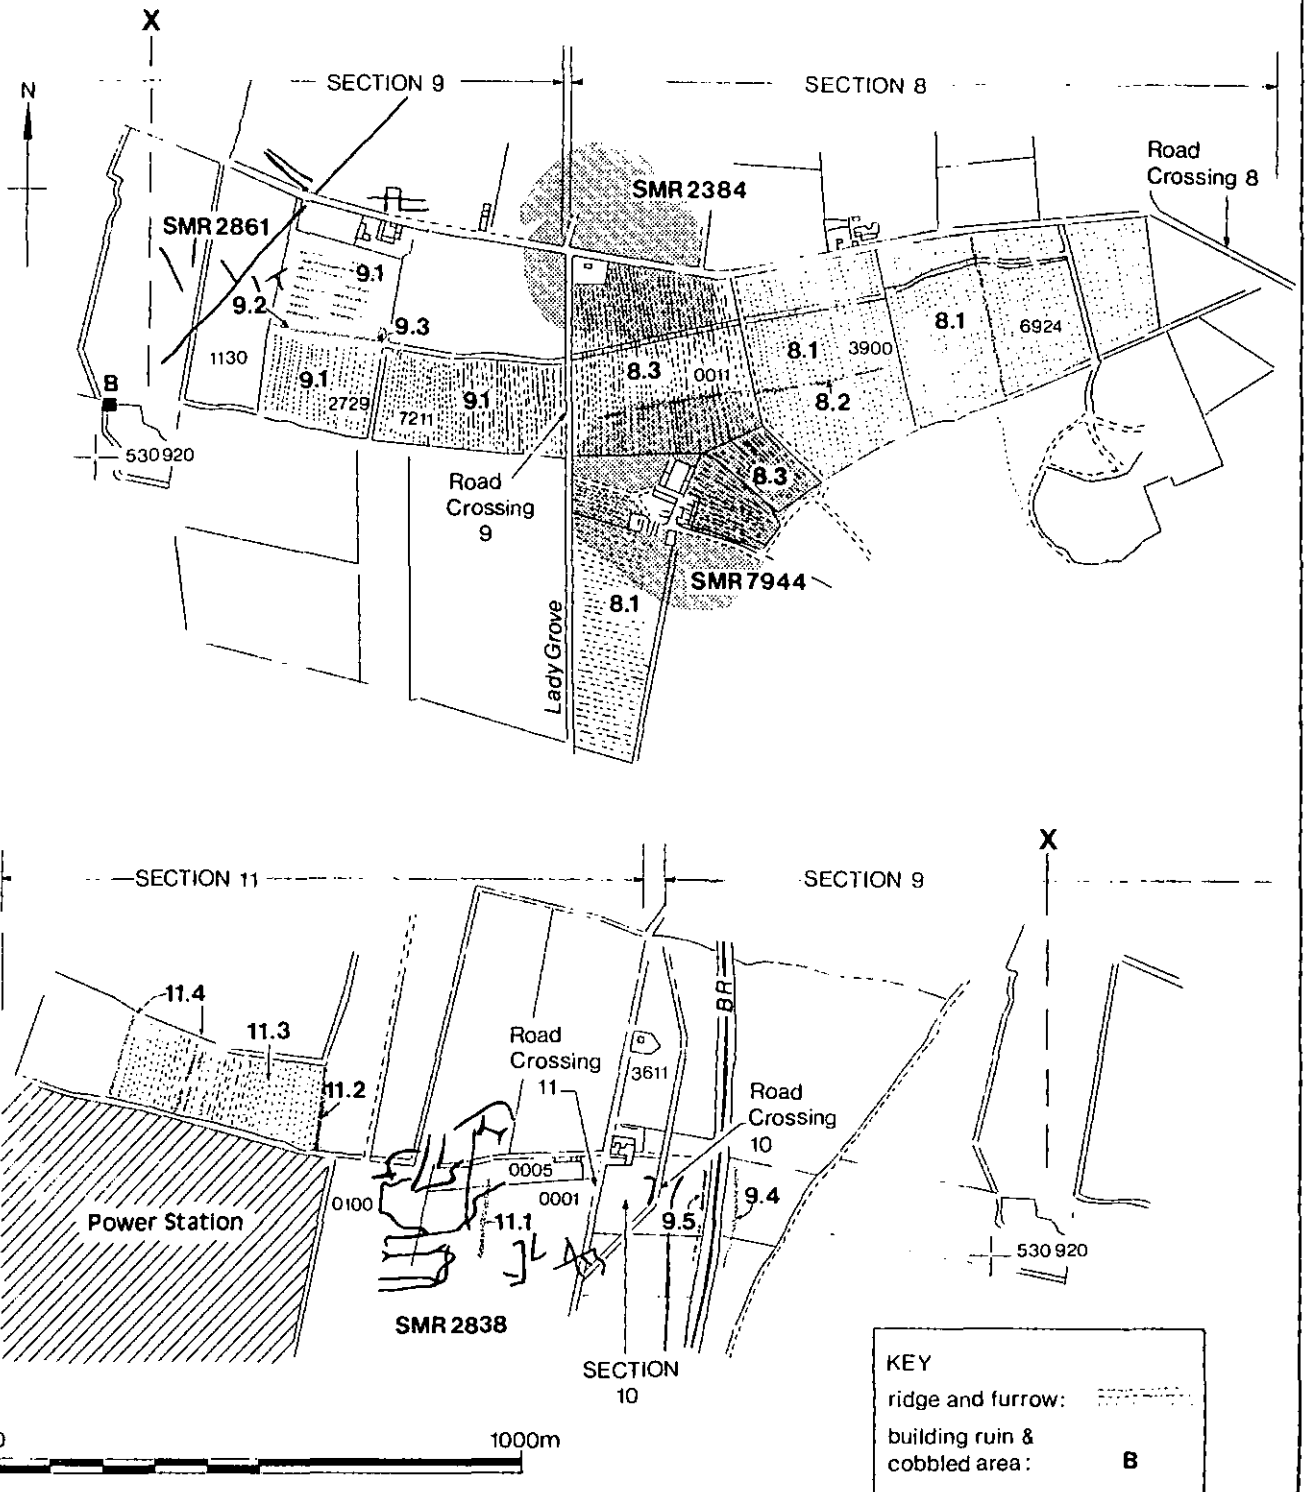 X
SECTION 9
SECTION 8
N
Road
Crossing 8
SMR 2384
SMR 2861
P
9.1
9.2
9.3
8.1
6924
1130
8.1
3900
8.3
0011
9.1
2729
9.1
7211
8.2
B
530 920
Road
Crossing
9
8.3
SMR 7944
8.1
Lady Grove
X
SECTION 11
SECTION 9
11.4
11.3
BR
Road
Crossing
11
3611
11.2
Road
Crossing
10
0005
0100
0001
9.4
Power Station
11.1
9.5
530 920
SMR 2838
SECTION
10
KEY
ridge and furrow:
building ruin &
cobbled area: B
0 1000m